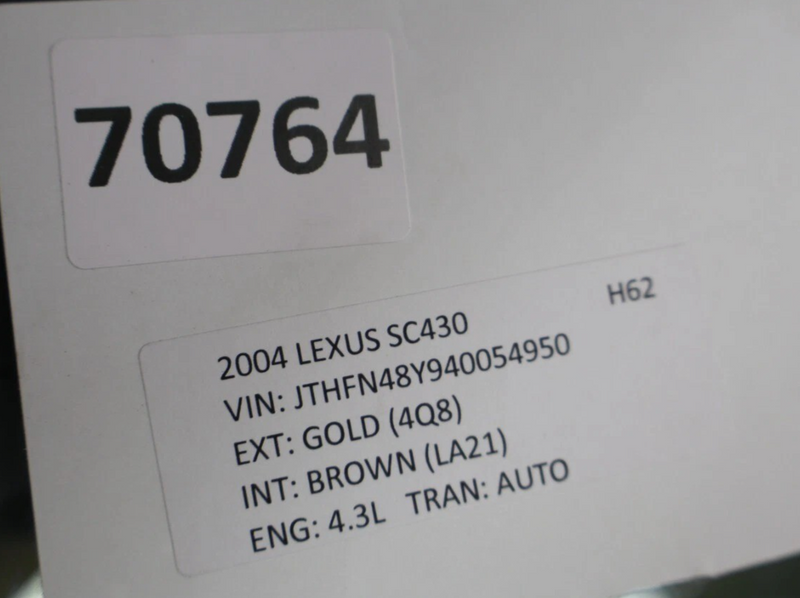 70764
H62
2004 LEXUS SC430
VIN: JTHFN48Y940054950
EXT: GOLD (4Q8)
INT: BROWN (LA21)
ENG: 4.3L TRAN: AUTO